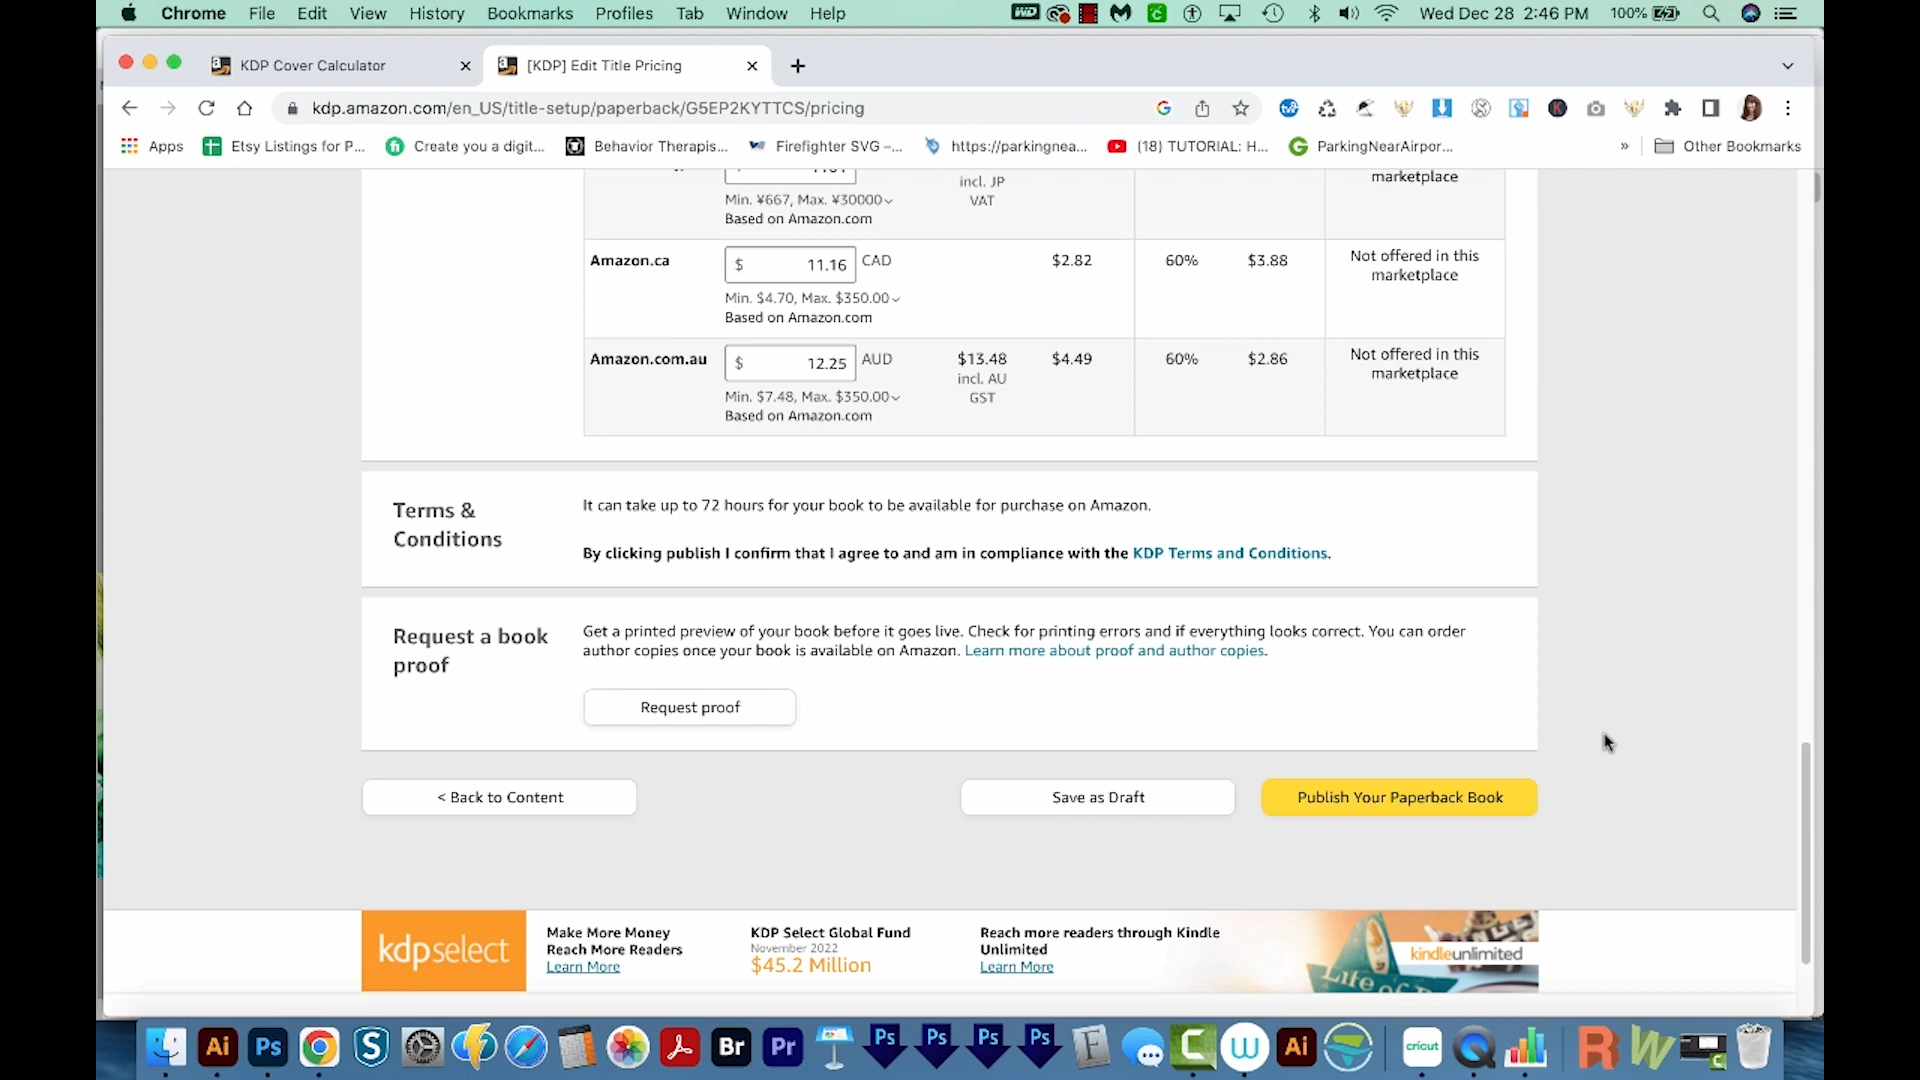 Chrome File Edit View History Bookmarks Profiles Tab Window Help Wed Dec 28 2:46 PM 100%
KDP Cover Calculator [KDP] Edit Title Pricing
kdp.amazon.com/en_US/title-setup/paperback/G5EP2KYTTCS/pricing
Apps Etsy Listings for P... Create you a digit... Behavior Therapis... Firefighter SVG –... https://parkingnea... (18) TUTORIAL: H... ParkingNearAirpor... » Other Bookmarks
incl. JP marketplace
Min. ¥667, Max. ¥30000 VAT
Based on Amazon.com
Amazon.ca $ 11.16 CAD $2.82 60% $3.88 Not offered in this
marketplace
Min. $4.70, Max. $350.00
Based on Amazon.com
Amazon.com.au $ 12.25 AUD $13.48 $4.49 60% $2.86 Not offered in this
incl. AU marketplace
Min. $7.48, Max. $350.00 GST
Based on Amazon.com
Terms &
Conditions
It can take up to 72 hours for your book to be available for purchase on Amazon.
By clicking publish I confirm that I agree to and am in compliance with the KDP Terms and Conditions.
Request a book
proof
Get a printed preview of your book before it goes live. Check for printing errors and if everything looks correct. You can order
author copies once your book is available on Amazon. Learn more about proof and author copies.
Request proof
< Back to Content Save as Draft Publish Your Paperback Book
kdpselect
Make More Money
Reach More Readers
Learn More
KDP Select Global Fund
November 2022
$45.2 Million
Reach more readers through Kindle
Unlimited
Learn More
kindleunlimited
Life of
Ai Ps S Br Pr Ps Ps Ps Ps F C W Ai cricut R W